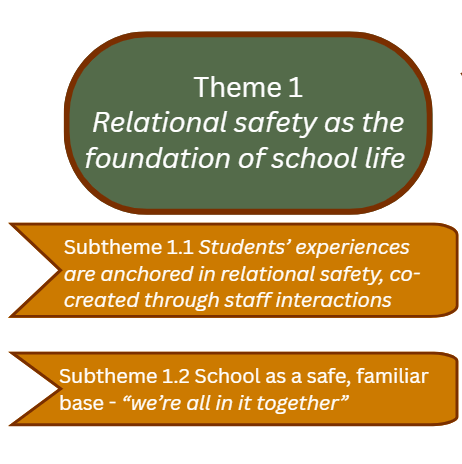 Theme 1
Relational safety as the
foundation of school life
Subtheme 1.1 Students’ experiences
are anchored in relational safety, co-
created through staff interactions
Subtheme 1.2 School as a safe, familiar
base - “we’re all in it together”